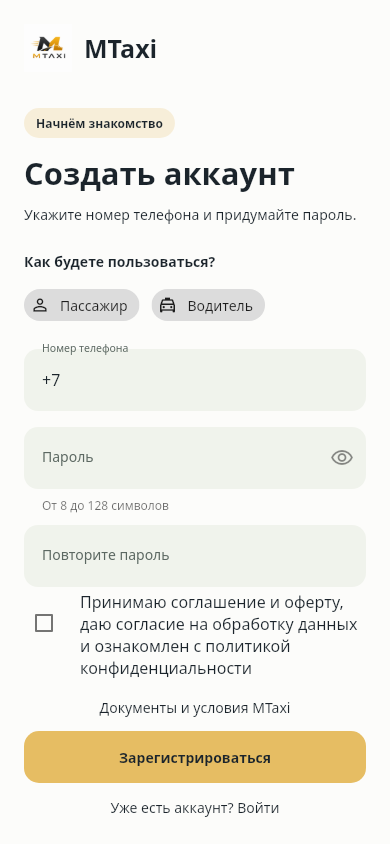 MTAXI
MTaxi
Начнём знакомство
Создать аккаунт
Укажите номер телефона и придумайте пароль.
Как будете пользоваться?
Пассажир
Водитель
Номер телефона
+7
Пароль
От 8 до 128 символов
Повторите пароль
Принимаю соглашение и оферту,
даю согласие на обработку данных
и ознакомлен с политикой
конфиденциальности
Документы и условия MTaxi
Зарегистрироваться
Уже есть аккаунт? Войти